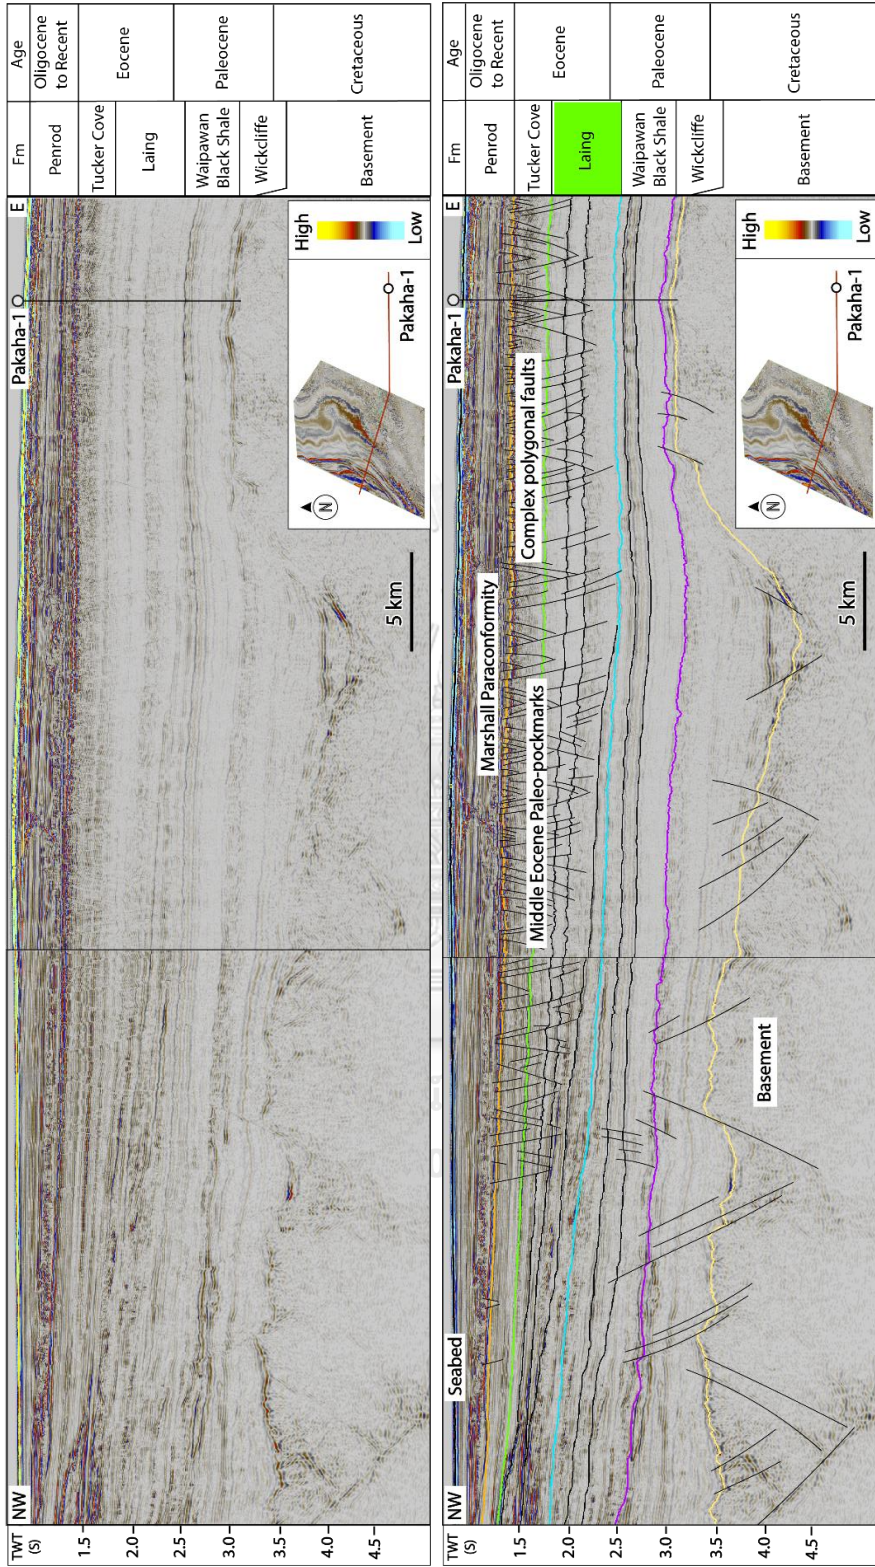 TWT
(S)
1.5
2.0
2.5
3.0
3.5
4.0
4.5
NW
Pakaha-1
E
Fm
Age
Penrod
Oligocene
to Recent
Tucker Cove
Laing
Eocene
Waipawan
Black Shale
Wickcliffe
Paleocene
Basement
Cretaceous
5 km
N
Pakaha-1
High
Low
TWT
(S)
1.5
2.0
2.5
3.0
3.5
4.0
4.5
NW
Seabed
Marshall Paraconformity
Middle Eocene Paleo-pockmarks
Complex polygonal faults
Basement
Pakaha-1
E
Fm
Age
Penrod
Oligocene
to Recent
Tucker Cove
Laing
Eocene
Waipawan
Black Shale
Wickcliffe
Paleocene
Basement
Cretaceous
5 km
N
Pakaha-1
High
Low